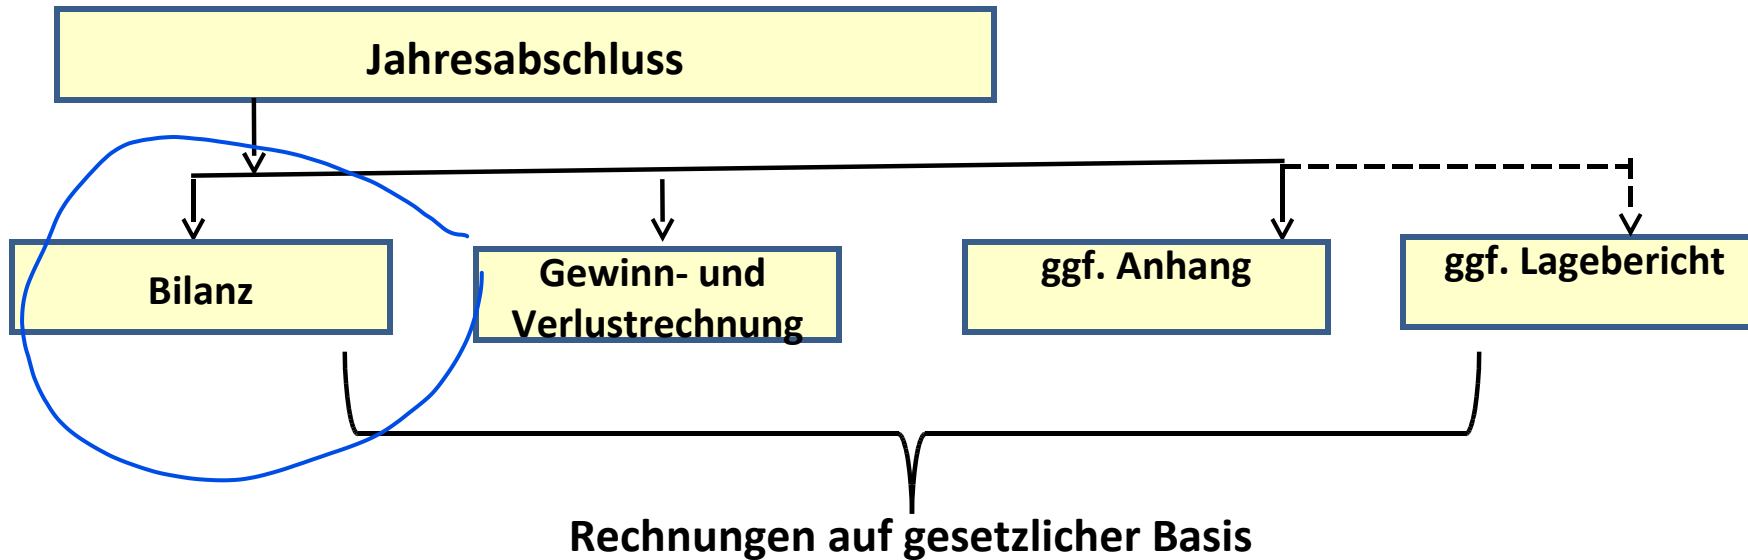 Jahresabschluss
Bilanz
Gewinn- und
Verlustrechnung
ggf. Anhang
ggf. Lagebericht
Rechnungen auf gesetzlicher Basis